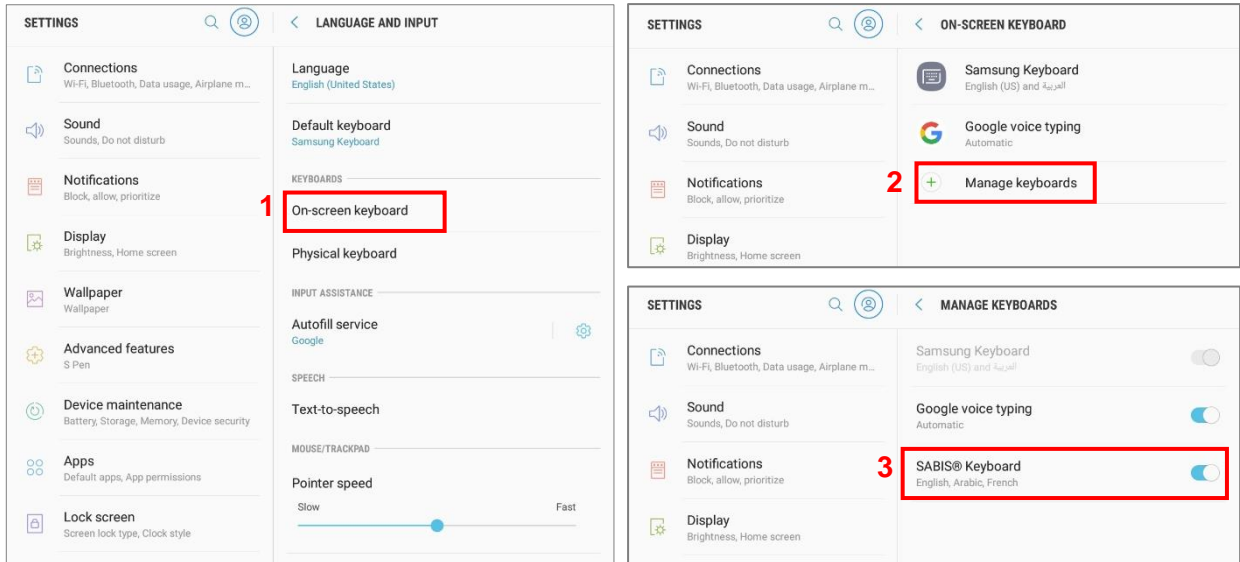 SETTINGS
Connections
Wi-Fi, Bluetooth, Data usage, Airplane m...
Sound
Sounds, Do not disturb
Notifications
Block, allow, prioritize
Display
Brightness, Home screen
Wallpaper
Wallpaper
Advanced features
S Pen
Device maintenance
Battery, Storage, Memory, Device security
Apps
Default apps, App permissions
Lock screen
Screen lock type, Clock style
LANGUAGE AND INPUT
Language
English (United States)
Default keyboard
Samsung Keyboard
KEYBOARDS
1
On-screen keyboard
Physical keyboard
INPUT ASSISTANCE
Autofill service
Google
SPEECH
Text-to-speech
MOUSE/TRACKPAD
Pointer speed
Slow Fast
SETTINGS
Connections
Wi-Fi, Bluetooth, Data usage, Airplane m...
Sound
Sounds, Do not disturb
Notifications
Block, allow, prioritize
Display
Brightness, Home screen
ON-SCREEN KEYBOARD
Samsung Keyboard
English (US) and العربية
Google voice typing
Automatic
2
Manage keyboards
SETTINGS
Connections
Wi-Fi, Bluetooth, Data usage, Airplane m...
Sound
Sounds, Do not disturb
Notifications
Block, allow, prioritize
Display
Brightness, Home screen
MANAGE KEYBOARDS
Samsung Keyboard
English (US) and العربية
Google voice typing
Automatic
3
SABIS® Keyboard
English, Arabic, French